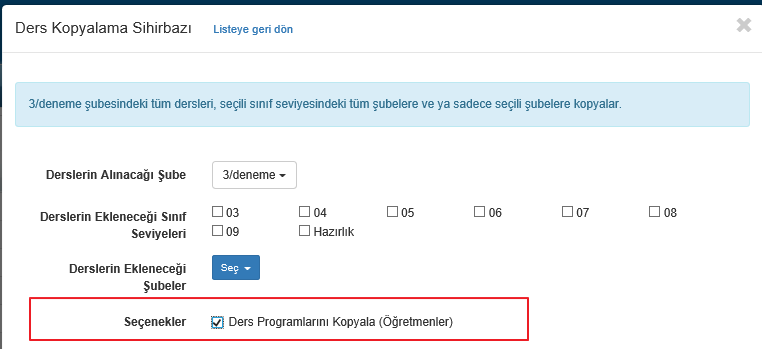 Ders Kopyalama Sihirbazı Listeye geri dön
3/deneme şubesindeki tüm dersleri, seçili sınıf seviyesindeki tüm şubelere ve ya sadece seçili şubelere kopyalar.
Derslerin Alınacağı Şube 3/deneme
Derslerin Ekleneceği Sınıf Seviyeleri
03 04 05 06 07 08
09 Hazırlık
Derslerin Ekleneceği Şubeler
Seç
Seçenekler Ders Programlarını Kopyala (Öğretmenler)